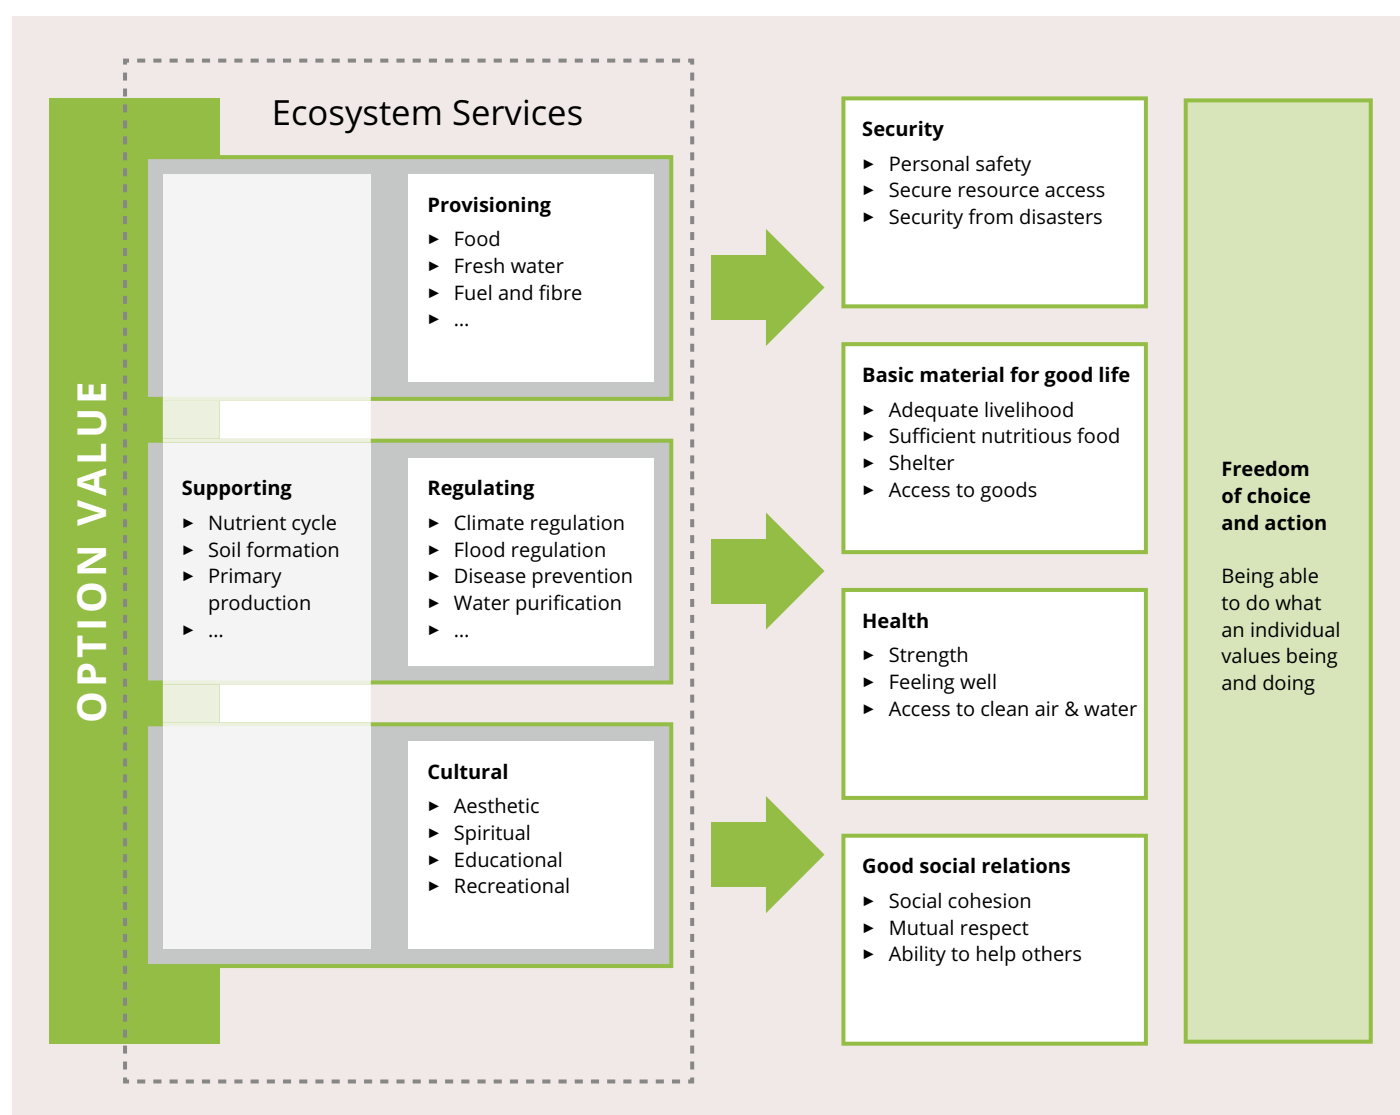 OPTION VALUE
Ecosystem Services
Supporting
► Nutrient cycle
► Soil formation
► Primary
production
► ...
Provisioning
► Food
► Fresh water
► Fuel and fibre
► ...
Regulating
► Climate regulation
► Flood regulation
► Disease prevention
► Water purification
► ...
Cultural
► Aesthetic
► Spiritual
► Educational
► Recreational
Security
► Personal safety
► Secure resource access
► Security from disasters
Basic material for good life
► Adequate livelihood
► Sufficient nutritious food
► Shelter
► Access to goods
Health
► Strength
► Feeling well
► Access to clean air & water
Good social relations
► Social cohesion
► Mutual respect
► Ability to help others
Freedom
of choice
and action
Being able
to do what
an individual
values being
and doing